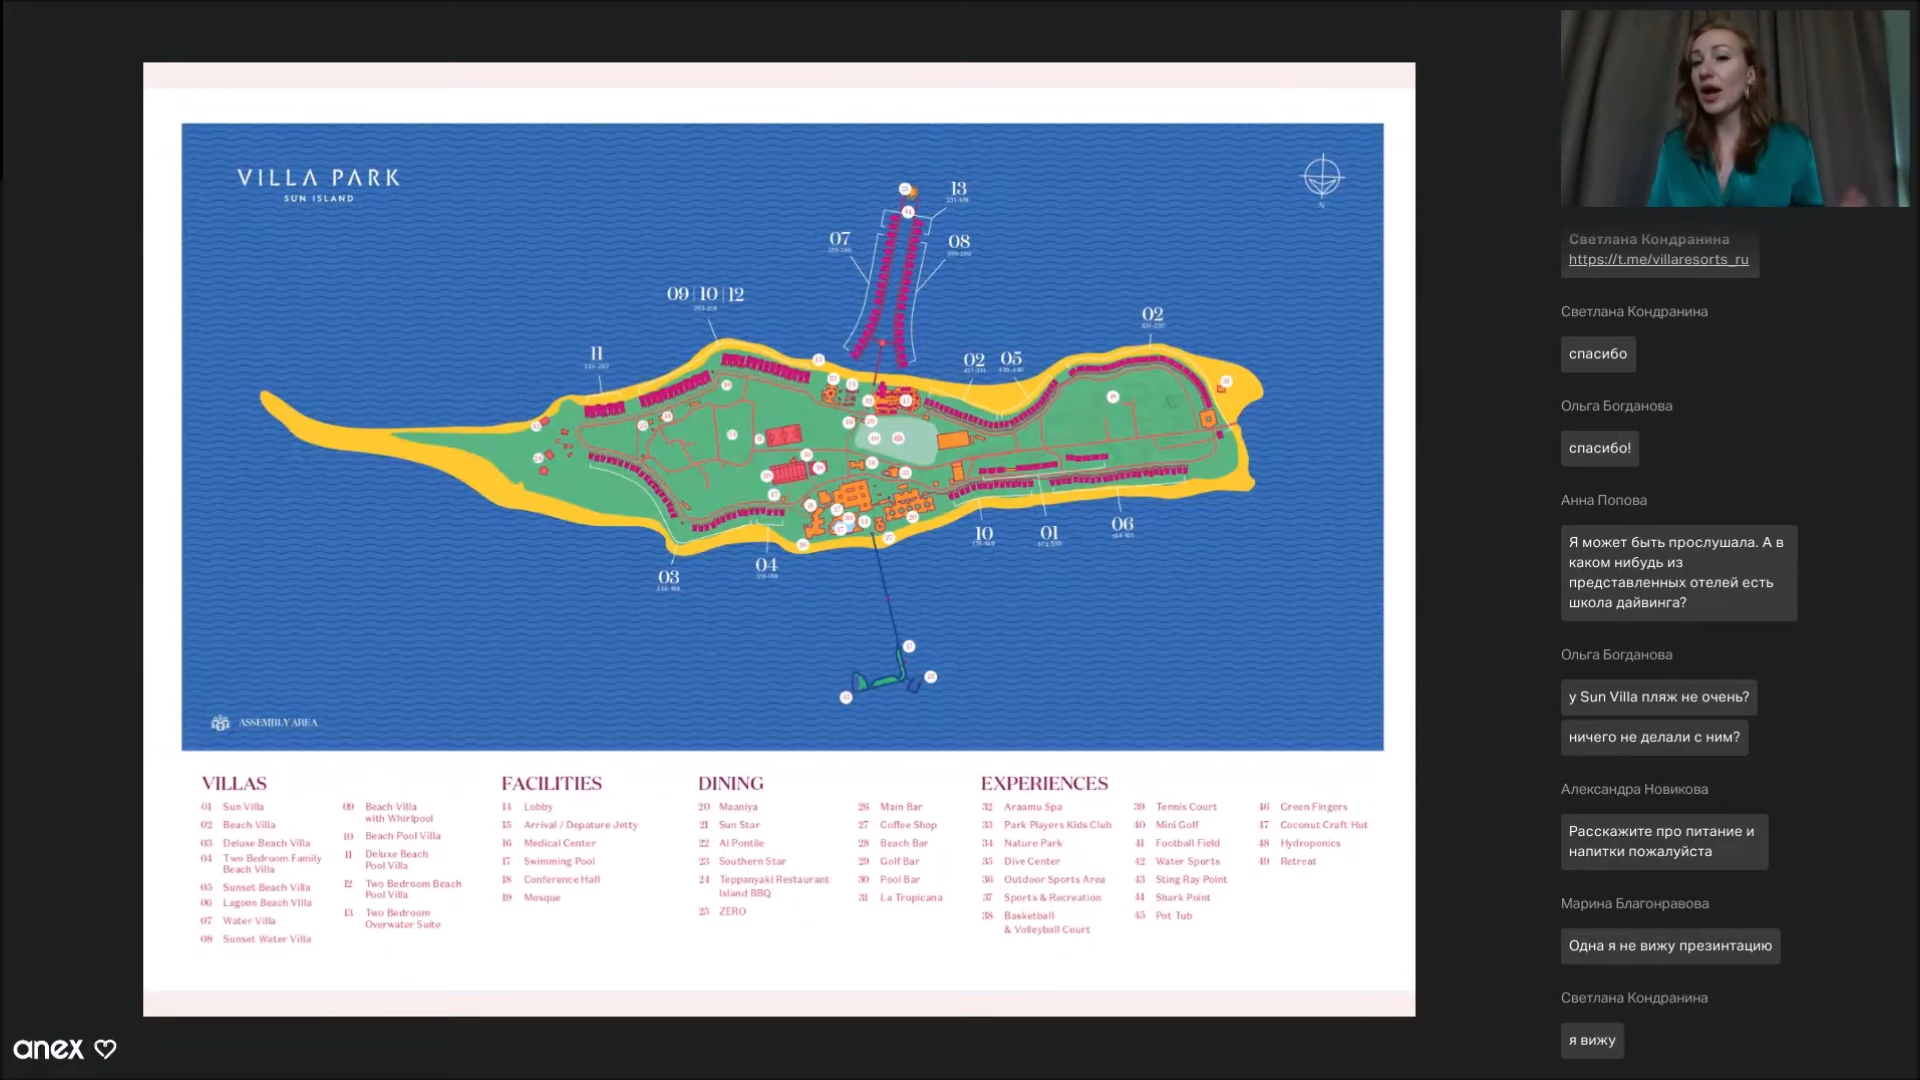 VILLA PARK
SUN ISLAND
N
13
07
08
09 | 10 | 12
11
02
02
05
10
01
06
03
04
ASSEMBLY AREA
VILLAS
01 Sun Villa
02 Beach Villa
03 Deluxe Beach Villa
04 Two Bedroom Family
Beach Villa
05 Sunset Beach Villa
06 Lagoon Beach VIlla
07 Water Villa
08 Sunset Water Villa
09 Beach Villa
with Whirlpool
10 Beach Pool Villa
11 Deluxe Beach
Pool Villa
12 Two Bedroom Beach
Pool Villa
13 Two Bedroom
Overwater Suite
FACILITIES
14 Lobby
15 Arrival / Depature Jetty
16 Medical Center
17 Swimming Pool
18 Conference Hall
19 Mosque
DINING
20 Maaniya
21 Sun Star
22 Al Pontile
23 Southern Star
24 Teppanyaki Restaurant
Island BBQ
25 ZERO
26 Main Bar
27 Coffee Shop
28 Beach Bar
29 Golf Bar
30 Pool Bar
31 La Tropicana
EXPERIENCES
32 Araamu Spa
33 Park Players Kids Club
34 Nature Park
35 Dive Center
36 Outdoor Sports Area
37 Sports & Recreation
38 Basketball
& Volleyball Court
39 Tennis Court
40 Mini Golf
41 Football Field
42 Water Sports
43 Sting Ray Point
44 Shark Point
45 Pot Tub
46 Green Fingers
47 Coconut Craft Hut
48 Hydroponics
49 Retreat
anex
Светлана Кондранина
https://t.me/villaresorts_ru
Светлана Кондранина
спасибо
Ольга Богданова
спасибо!
Анна Попова
Я может быть прослушала. А в
каком нибудь из
представленных отелей есть
школа дайвинга?
Ольга Богданова
у Sun Villa пляж не очень?
ничего не делали с ним?
Александра Новикова
Расскажите про питание и
напитки пожалуйста
Марина Благонравова
Одна я не вижу презинтацию
Светлана Кондранина
я вижу